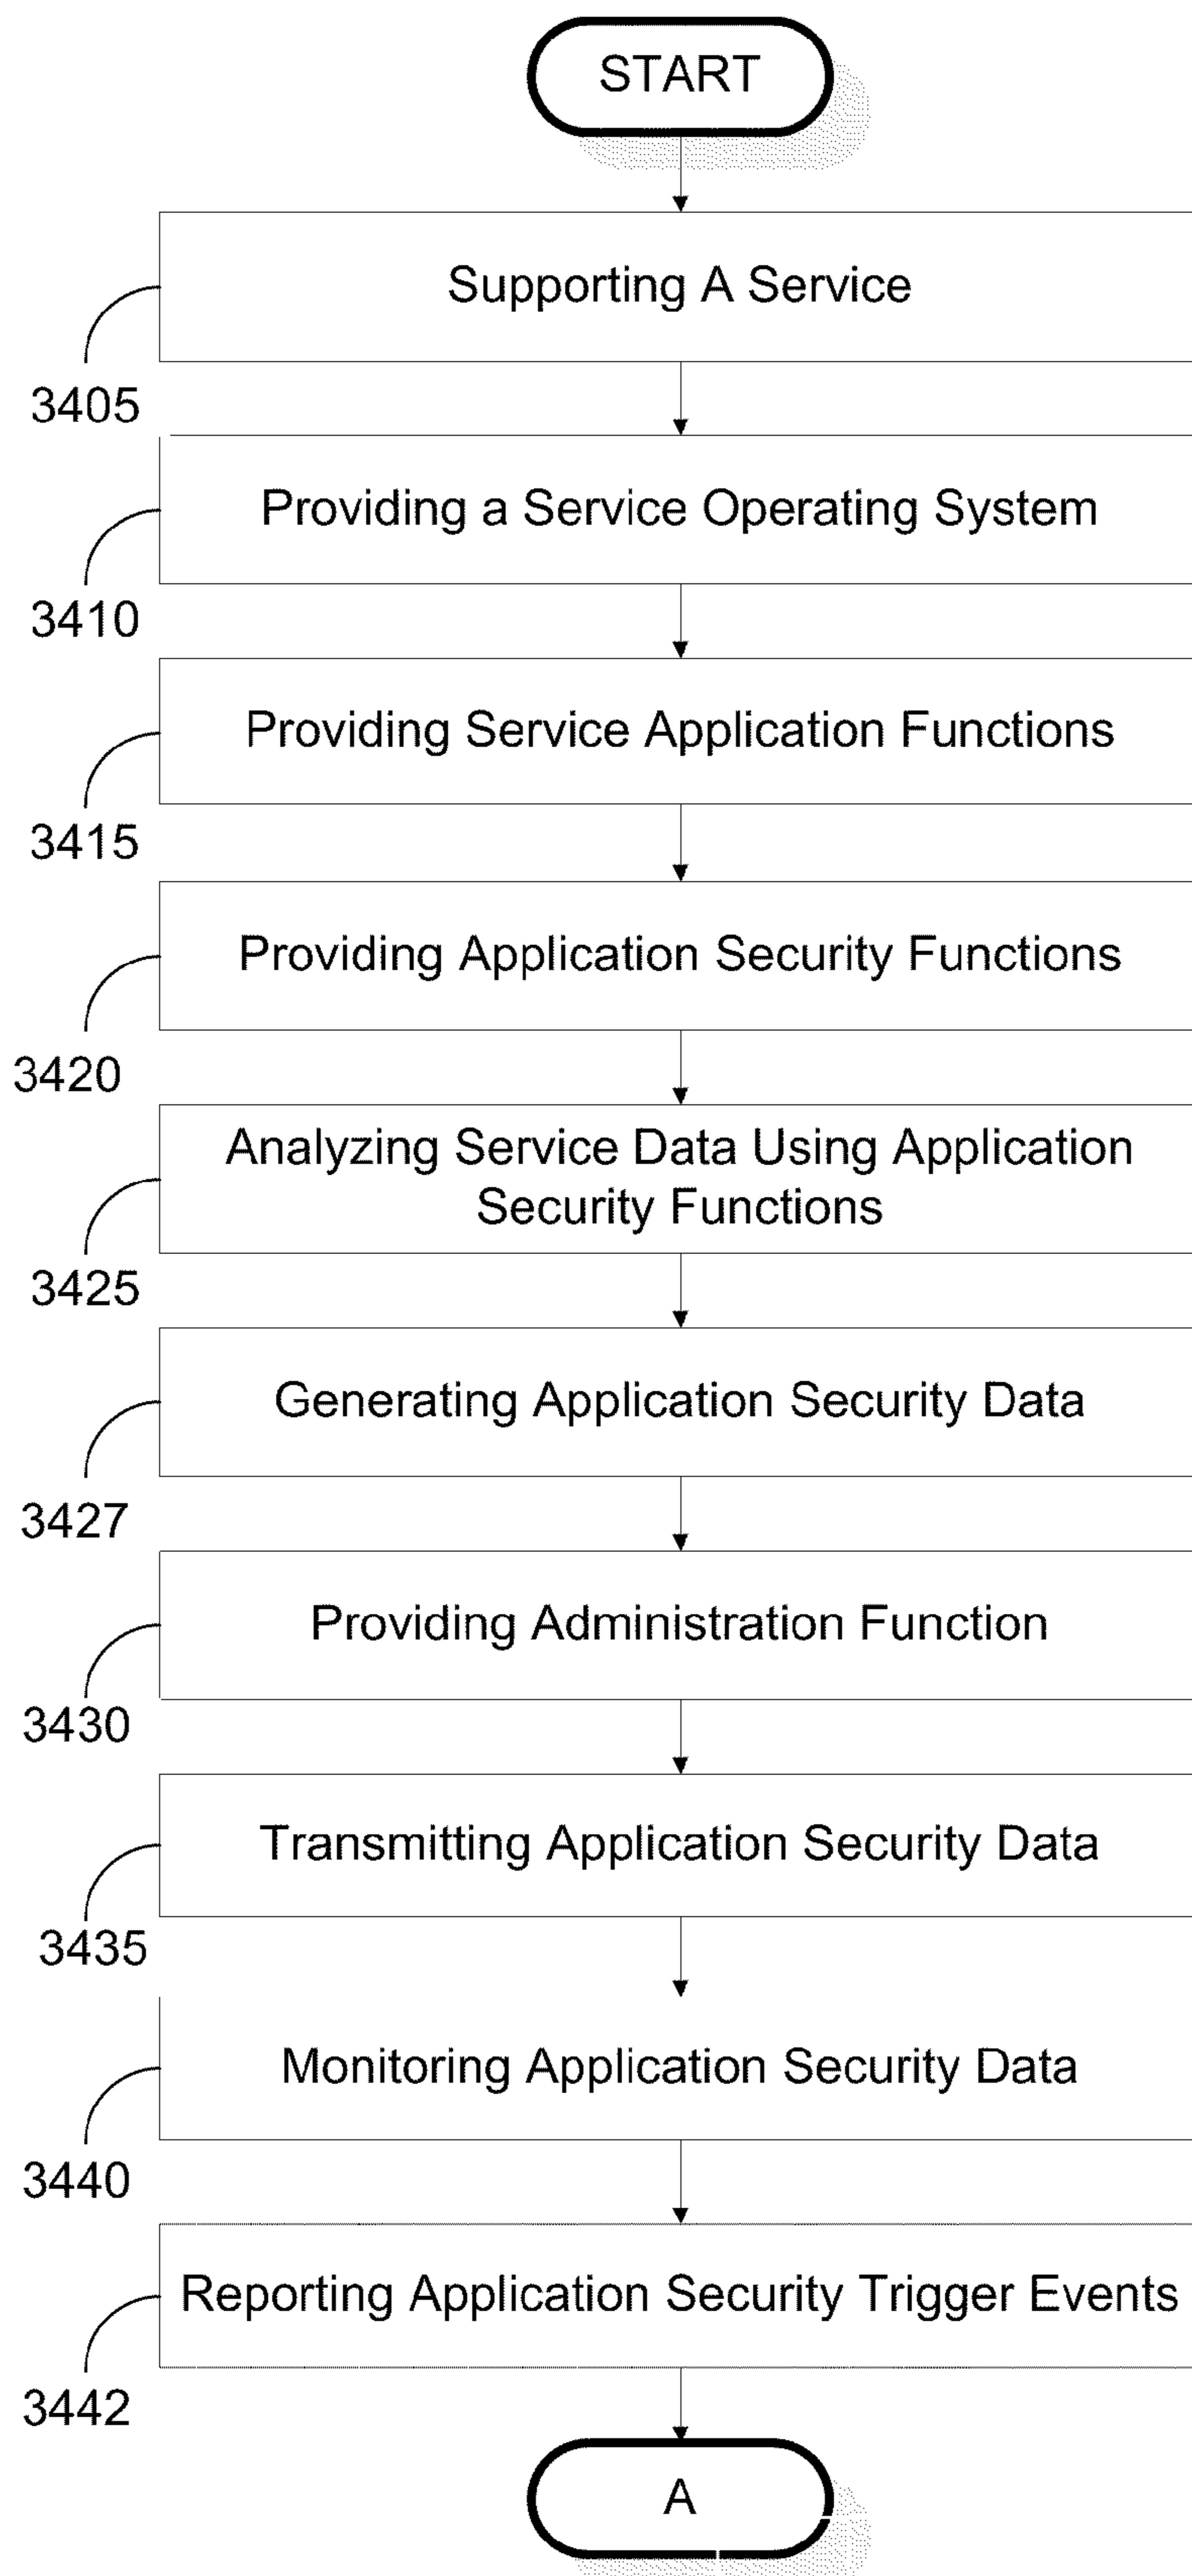 START
Supporting A Service
3405
Providing a Service Operating System
3410
Providing Service Application Functions
3415
Providing Application Security Functions
3420
Analyzing Service Data Using Application
Security Functions
3425
Generating Application Security Data
3427
Providing Administration Function
3430
Transmitting Application Security Data
3435
Monitoring Application Security Data
3440
Reporting Application Security Trigger Events
3442
A